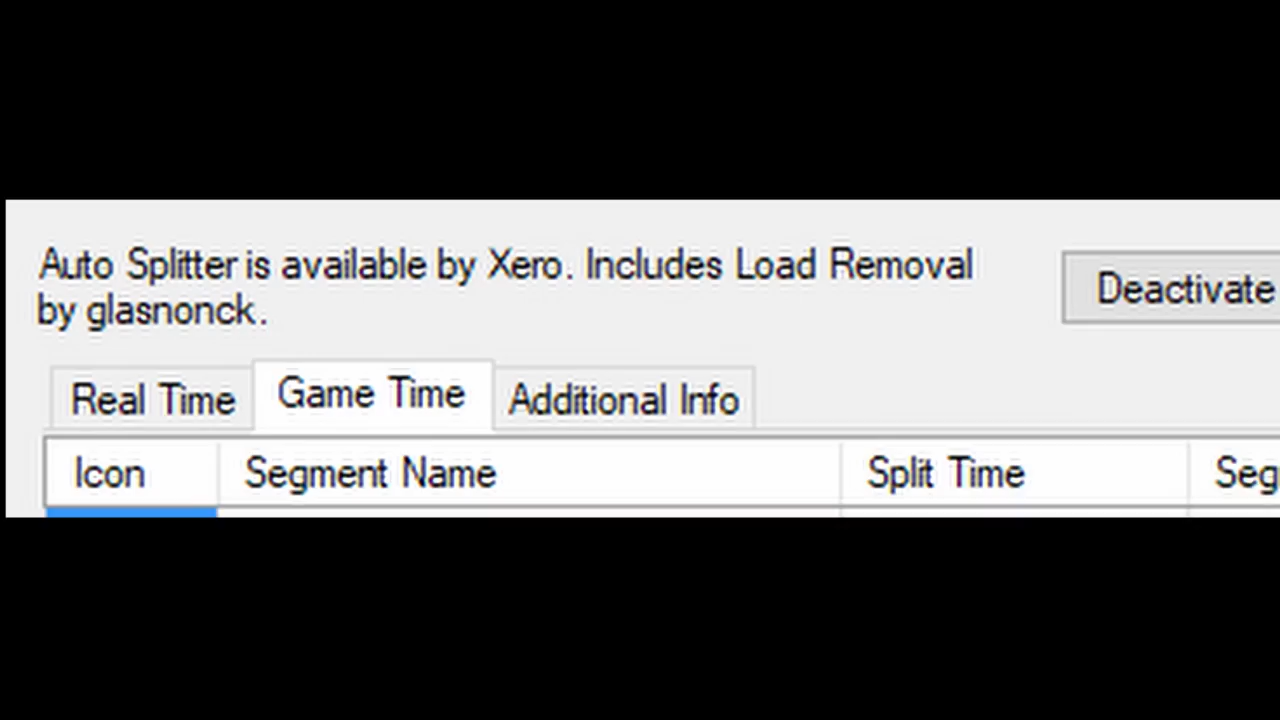 Auto Splitter is available by Xero. Includes Load Removal
by glasnonck.
Deactivate
Real Time Game Time Additional Info
Icon Segment Name Split Time Seg